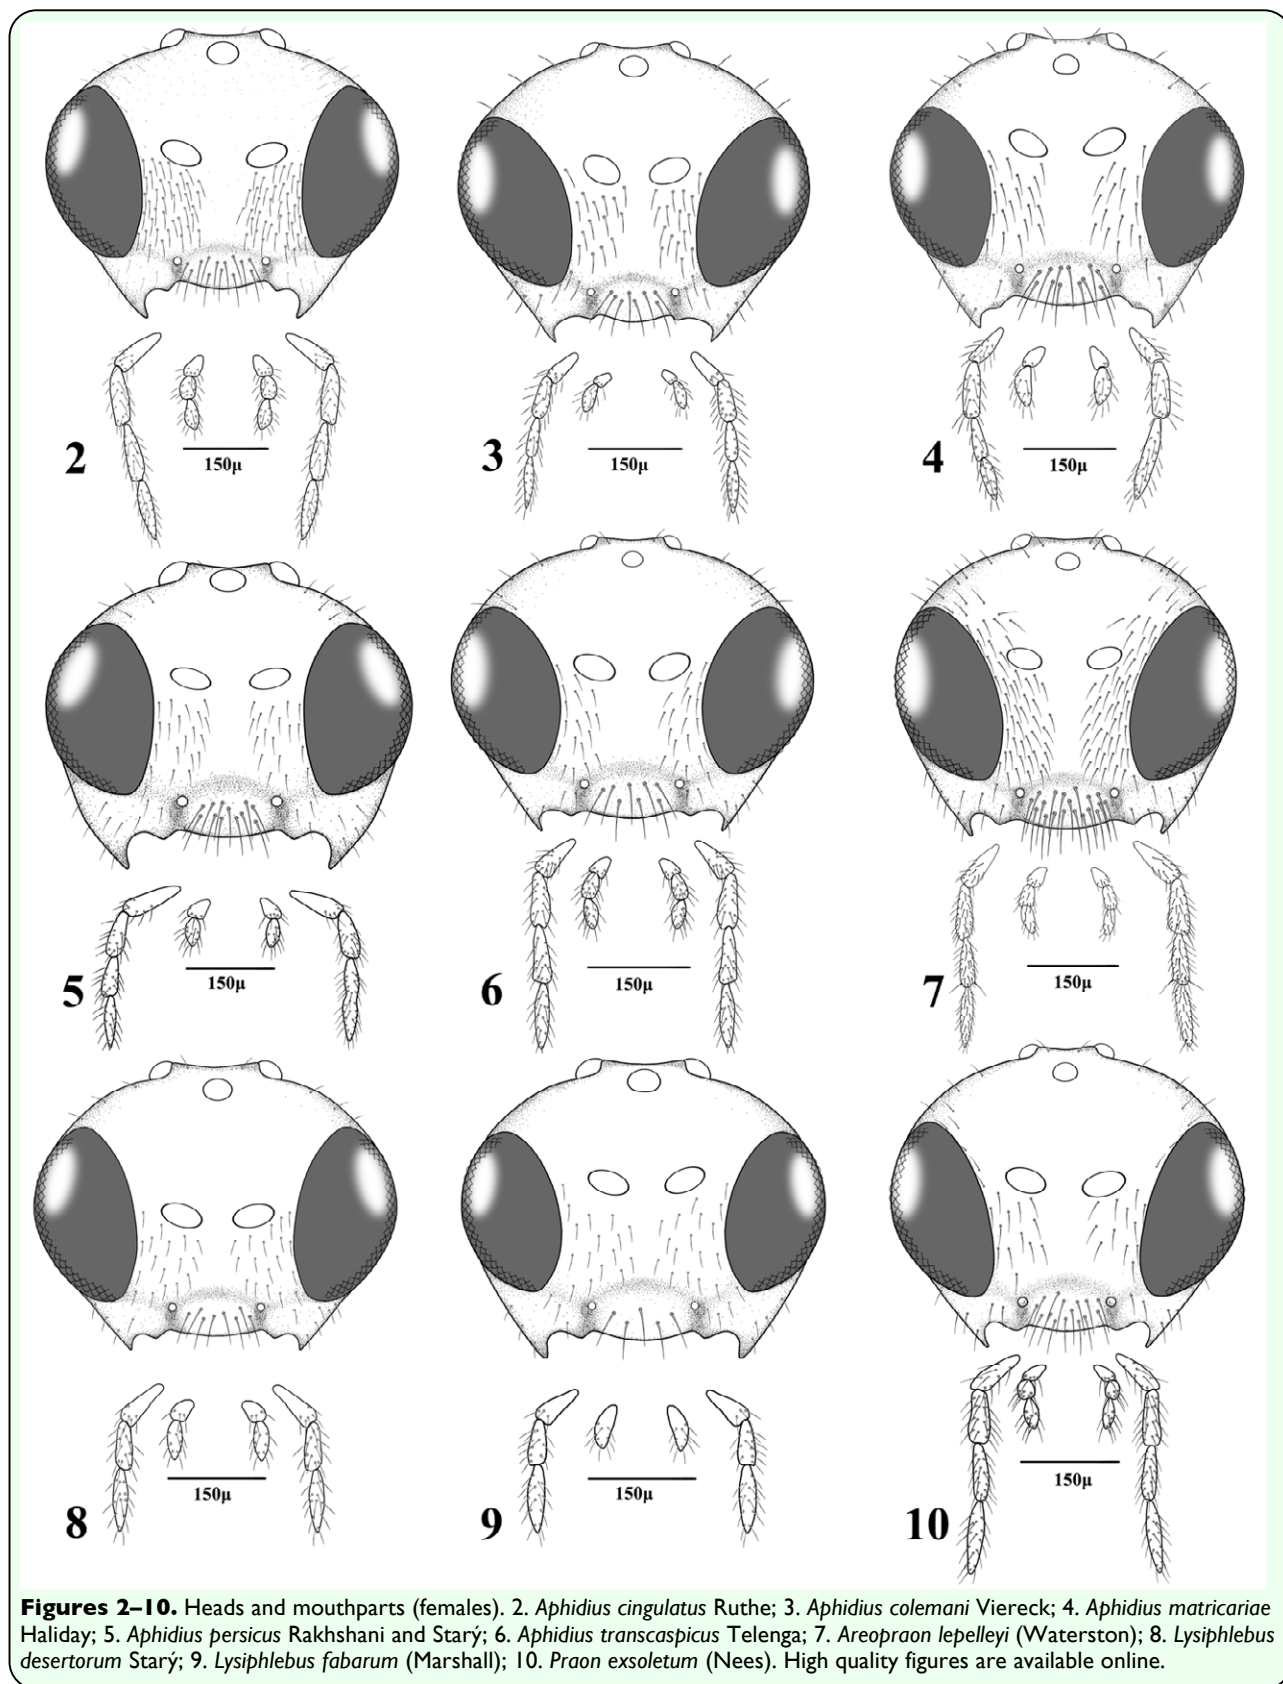 2
150μ
3
150μ
4
150μ
5
150μ
6
150μ
7
150μ
8
150μ
9
150μ
10
150μ
Figures 2–10. Heads and mouthparts (females). 2. Aphidius cingulatus Ruthe; 3. Aphidius colemani Viereck; 4. Aphidius matricariae
Haliday; 5. Aphidius persicus Rakhshani and Starý; 6. Aphidius transcaspicus Telenga; 7. Areopraon lepelleyi (Waterston); 8. Lysiphlebus
desertorum Starý; 9. Lysiphlebus fabarum (Marshall); 10. Praon exsoletum (Nees). High quality figures are available online.